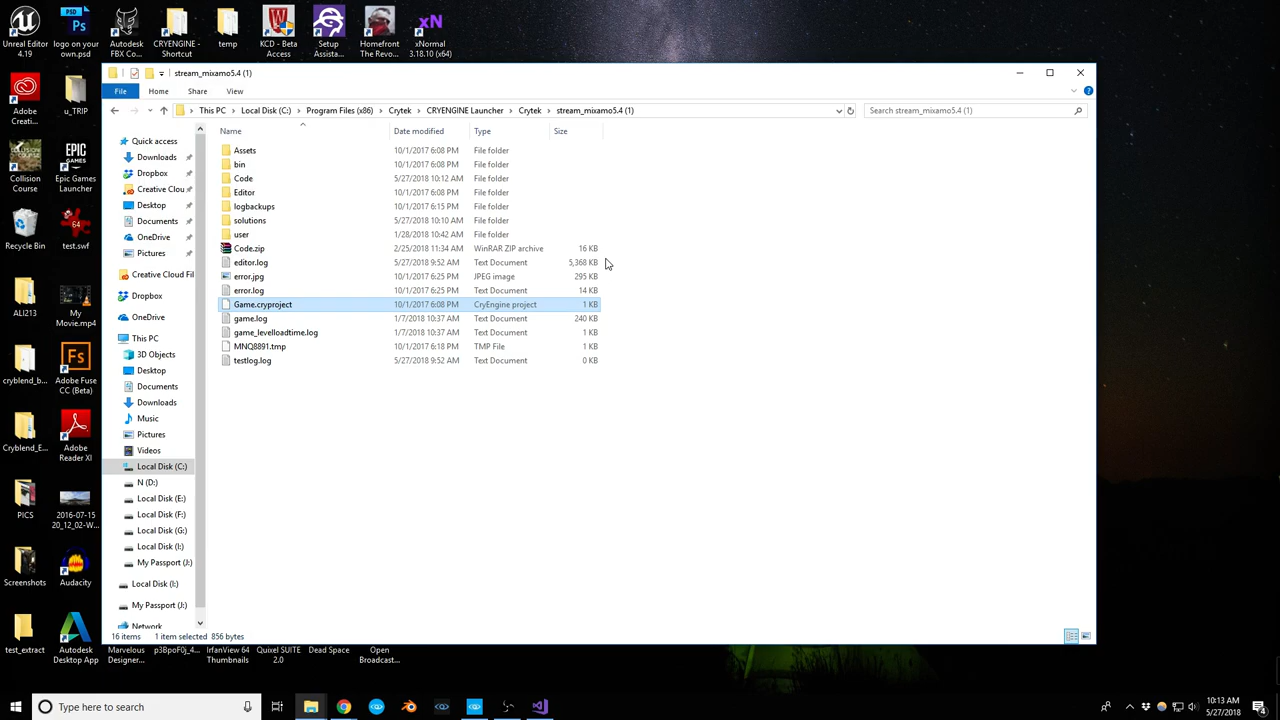 Unreal Editor
4.19
logo on your
own.psd
Autodesk
FBX Co...
CRYENGINE -
Shortcut
temp
KCD - Beta
Access
Setup
Assista...
Homefront
The Revo...
xN
xNormal
3.18.10 (x64)
stream_mixamo5.4 (1)
File
Home
Share
View
This PC
Local Disk (C:)
Program Files (x86)
Crytek
CRYENGINE Launcher
Crytek
stream_mixamo5.4 (1)
Search stream_mixamo5.4 (1)
Name
Date modified
Type
Size
Assets 10/1/2017 6:08 PM File folder
bin 10/1/2017 6:08 PM File folder
Code 5/27/2018 10:12 AM File folder
Editor 10/1/2017 6:08 PM File folder
logbackups 10/1/2017 6:15 PM File folder
solutions 5/27/2018 10:10 AM File folder
user 1/28/2018 10:42 AM File folder
Code.zip 2/25/2018 11:34 AM WinRAR ZIP archive 16 KB
editor.log 5/27/2018 9:52 AM Text Document 5,368 KB
error.jpg 10/1/2017 6:25 PM JPEG image 295 KB
error.log 10/1/2017 6:25 PM Text Document 14 KB
Game.cryproject 10/1/2017 6:08 PM CryEngine project 1 KB
game.log 1/7/2018 10:37 AM Text Document 240 KB
game_levelloadtime.log 1/7/2018 10:37 AM Text Document 1 KB
MNQ8891.tmp 10/1/2017 6:18 PM TMP File 1 KB
testlog.log 5/27/2018 9:52 AM Text Document 0 KB
Quick access
Downloads
Dropbox
Creative Clou
Desktop
Documents
OneDrive
Pictures
Creative Cloud Fil
Dropbox
OneDrive
This PC
3D Objects
Desktop
Documents
Downloads
Music
Pictures
Videos
Local Disk (C:)
N (D:)
Local Disk (E:)
Local Disk (F:)
Local Disk (G:)
Local Disk (I:)
My Passport (J:)
Local Disk (I:)
My Passport (J:)
Network
16 items
1 item selected 856 bytes
Adobe
Creati...
u_TRIP
Collision
Course
Epic Games
Launcher
Recycle Bin
test.swf
ALI213
My
Movie.mp4
cryblend_b...
Adobe Fuse
CC (Beta)
Cryblend_E...
Adobe
Reader XI
PICS
2016-07-15
20_12_02-W...
Screenshots
Audacity
test_extract
Autodesk
Desktop App
Marvelous
Designer...
p3BpoF0j_4...
IrfanView 64
Thumbnails
Quixel SUITE
2.0
Dead Space
Open
Broadcast...
Type here to search
10:13 AM
5/27/2018